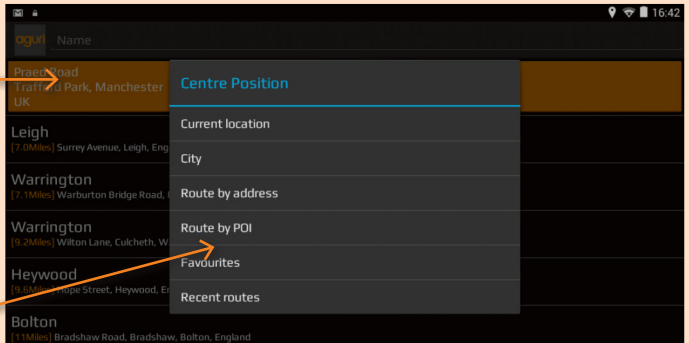 16:42
aguri Name
Praed Road
Trafford Park, Manchester
UK
Centre Position
Current location
City
Route by address
Route by POI
Favourites
Recent routes
Leigh
[7.0Miles] Surrey Avenue, Leigh, Eng
Warrington
[7.1Miles] Warburton Bridge Road,
Warrington
[9.2Miles] Wilton Lane, Culcheth, W
Heywood
[9.6Miles] Hope Street, Heywood, En
Bolton
[11Miles] Bradshaw Road, Bradshaw, Bolton, England